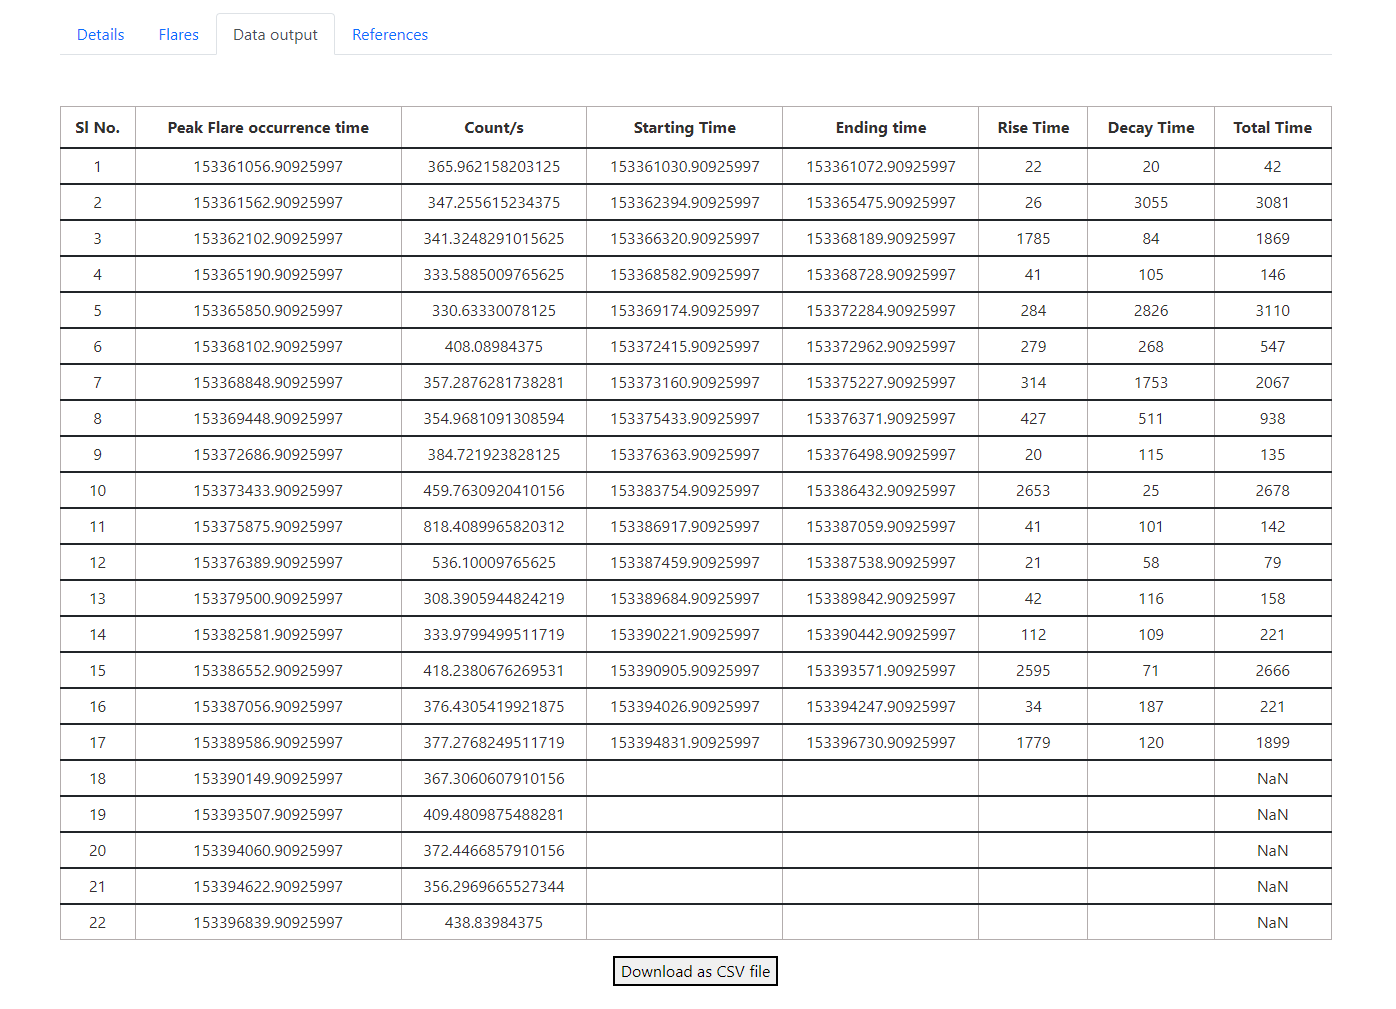 Details Flares Data output References
Sl No. Peak Flare occurrence time Count/s Starting Time Ending time Rise Time Decay Time Total Time
1 153361056.90925997 365.962158203125 153361030.90925997 153361072.90925997 22 20 42
2 153361562.90925997 347.255615234375 153362394.90925997 153365475.90925997 26 3055 3081
3 153362102.90925997 341.3248291015625 153366320.90925997 153368189.90925997 1785 84 1869
4 153365190.90925997 333.5885009765625 153368582.90925997 153368728.90925997 41 105 146
5 153365850.90925997 330.63330078125 153369174.90925997 153372284.90925997 284 2826 3110
6 153368102.90925997 408.08984375 153372415.90925997 153372962.90925997 279 268 547
7 153368848.90925997 357.2876281738281 153373160.90925997 153375227.90925997 314 1753 2067
8 153369448.90925997 354.9681091308594 153375433.90925997 153376371.90925997 427 511 938
9 153372686.90925997 384.721923828125 153376363.90925997 153376498.90925997 20 115 135
10 153373433.90925997 459.7630920410156 153383754.90925997 153386432.90925997 2653 25 2678
11 153375875.90925997 818.4089965820312 153386917.90925997 153387059.90925997 41 101 142
12 153376389.90925997 536.10009765625 153387459.90925997 153387538.90925997 21 58 79
13 153379500.90925997 308.3905944824219 153389684.90925997 153389842.90925997 42 116 158
14 153382581.90925997 333.9799499511719 153390221.90925997 153390442.90925997 112 109 221
15 153386552.90925997 418.2380676269531 153390905.90925997 153393571.90925997 2595 71 2666
16 153387056.90925997 376.4305419921875 153394026.90925997 153394247.90925997 34 187 221
17 153389586.90925997 377.2768249511719 153394831.90925997 153396730.90925997 1779 120 1899
18 153390149.90925997 367.3060607910156 NaN
19 153393507.90925997 409.4809875488281 NaN
20 153394060.90925997 372.4466857910156 NaN
21 153394622.90925997 356.2969665527344 NaN
22 153396839.90925997 438.83984375 NaN
Download as CSV file